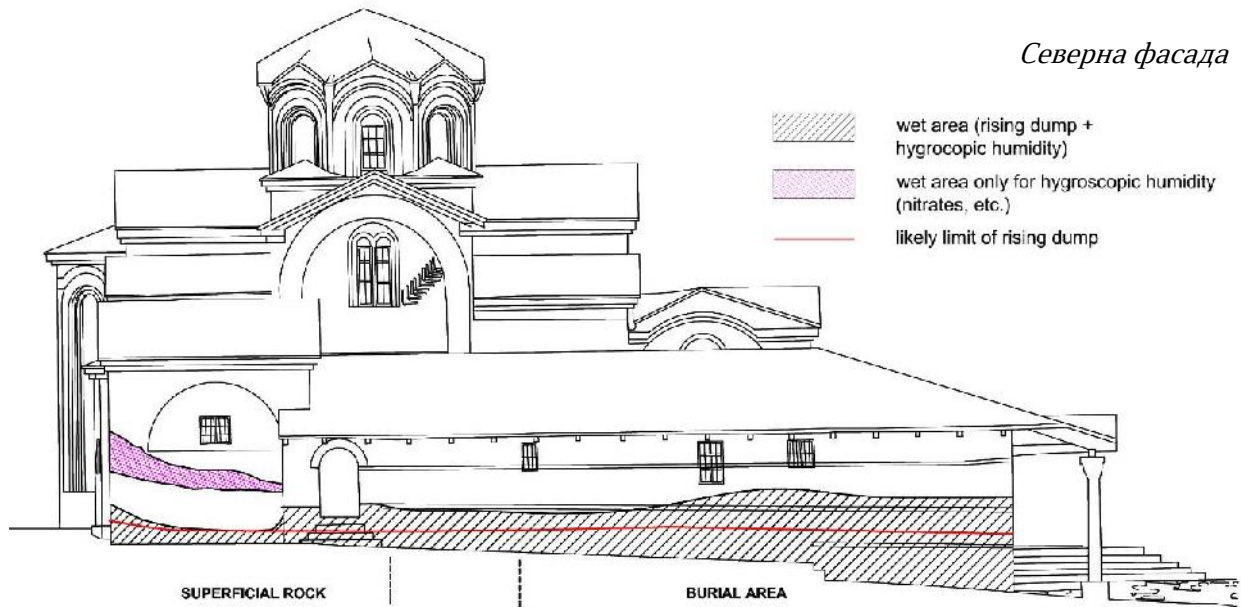 Северна фасада
wet area (rising dump +
hygrocopic humidity)
wet area only for hygroscopic humidity
(nitrates, etc.)
likely limit of rising dump
SUPERFICIAL ROCK
BURIAL AREA